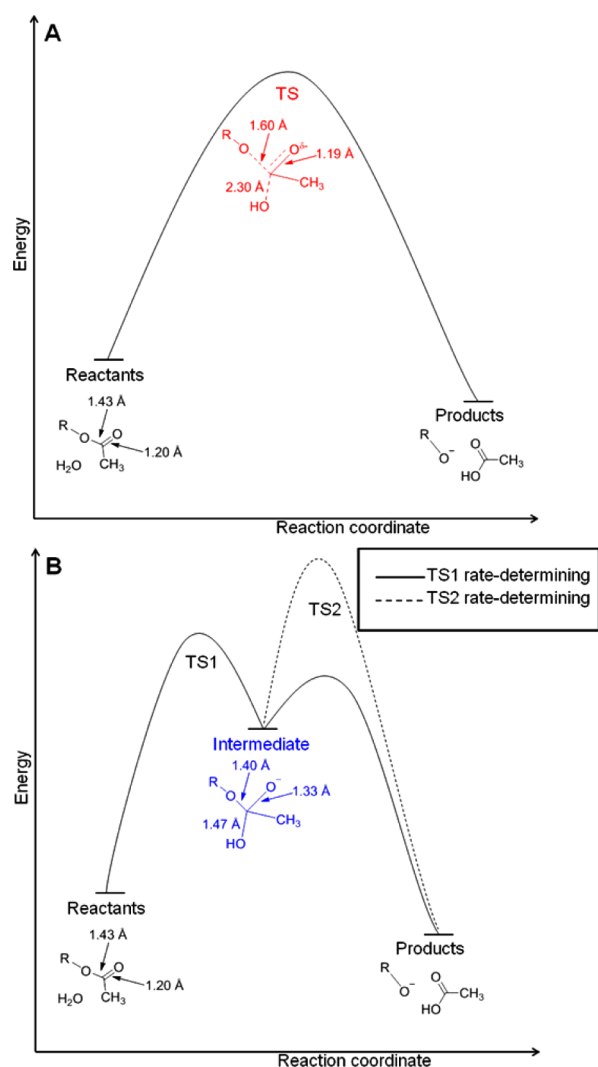 A
Energy
TS
1.60 Å
R
O
O δ-
1.19 Å
2.30 Å
CH3
HO
Reactants
1.43 Å
R
O
O
1.20 Å
H2O
CH3
Products
R
O−
O
CH3
HO
Reaction coordinate
B
TS1 rate-determining
TS2 rate-determining
TS2
TS1
Energy
Intermediate
1.40 Å
R
O
O−
1.33 Å
1.47 Å
CH3
HO
Reactants
1.43 Å
R
O
O
1.20 Å
H2O
CH3
Products
R
O−
O
CH3
HO
Reaction coordinate